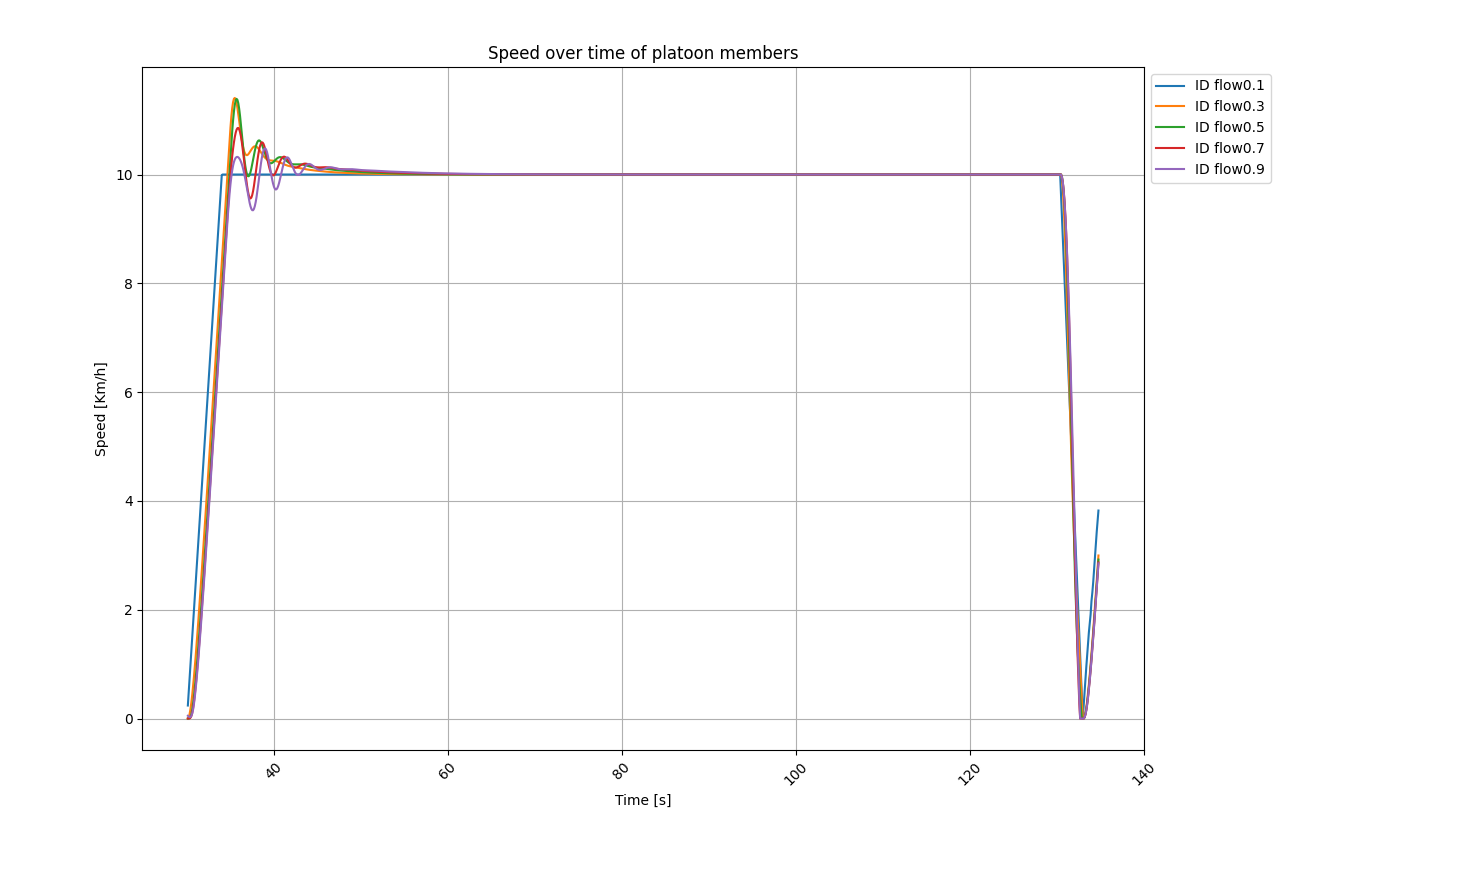 Speed over time of platoon members
ID flow0.1
ID flow0.3
ID flow0.5
ID flow0.7
ID flow0.9
Speed [Km/h]
10
8
6
4
2
0
40
60
80
100
120
140
Time [s]